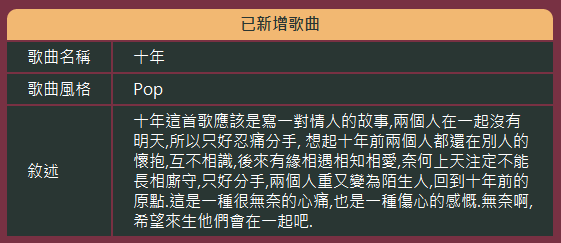 已新增歌曲
歌曲名稱 十年
歌曲風格 Pop
敘述
十年這首歌應該是寫一對情人的故事,兩個人在一起沒有
明天,所以只好忍痛分手, 想起十年前兩個人都還在別人的
懷抱,互不相識,後來有緣相遇相知相愛,奈何上天注定不能
長相廝守,只好分手,兩個人重又變為陌生人,回到十年前的
原點.這是一種很無奈的心痛,也是一種傷心的感慨.無奈啊,
希望來生他們會在一起吧.